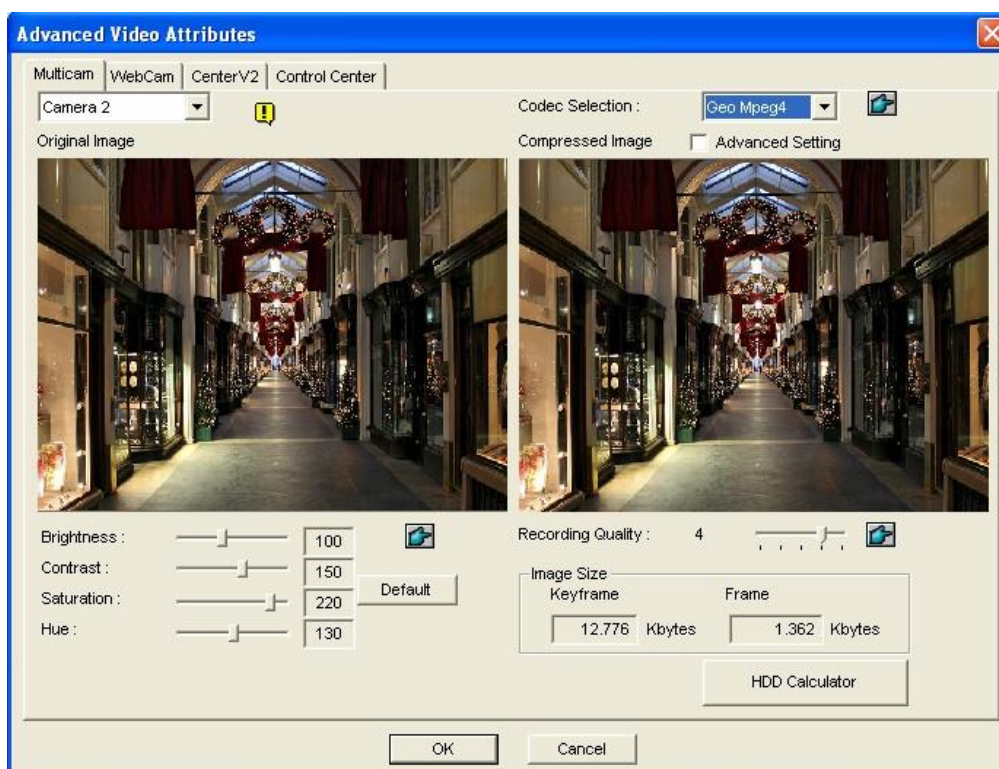 Advanced Video Attributes
Multicam WebCam CenterV2 Control Center
Camera 2
Codec Selection : Geo Mpeg4
Original Image
Compressed Image Advanced Setting
Brightness : 100
Contrast : 150
Saturation : 220
Hue : 130
Default
Recording Quality : 4
Image Size
Keyframe Frame
12.776 Kbytes 1.362 Kbytes
HDD Calculator
OK Cancel